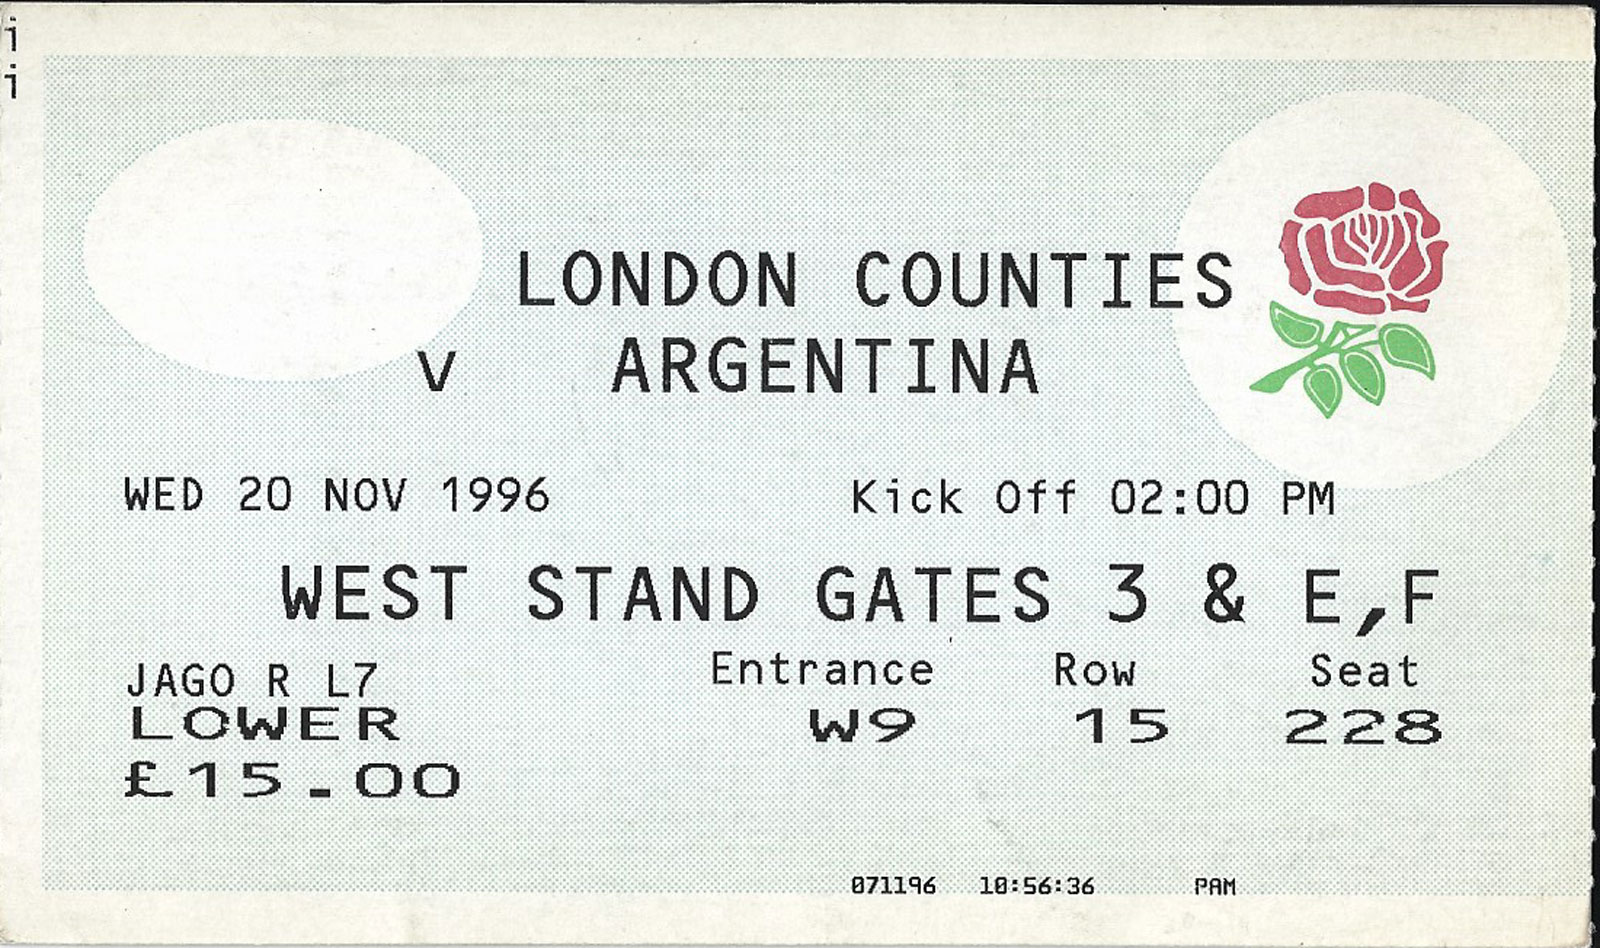 LONDON COUNTIES
V ARGENTINA
WED 20 NOV 1996 Kick Off 02:00 PM
WEST STAND GATES 3 & E,F
JAGO R L7 Entrance Row Seat
LOWER W9 15 228
£15.00
071196 10:56:36 PAM